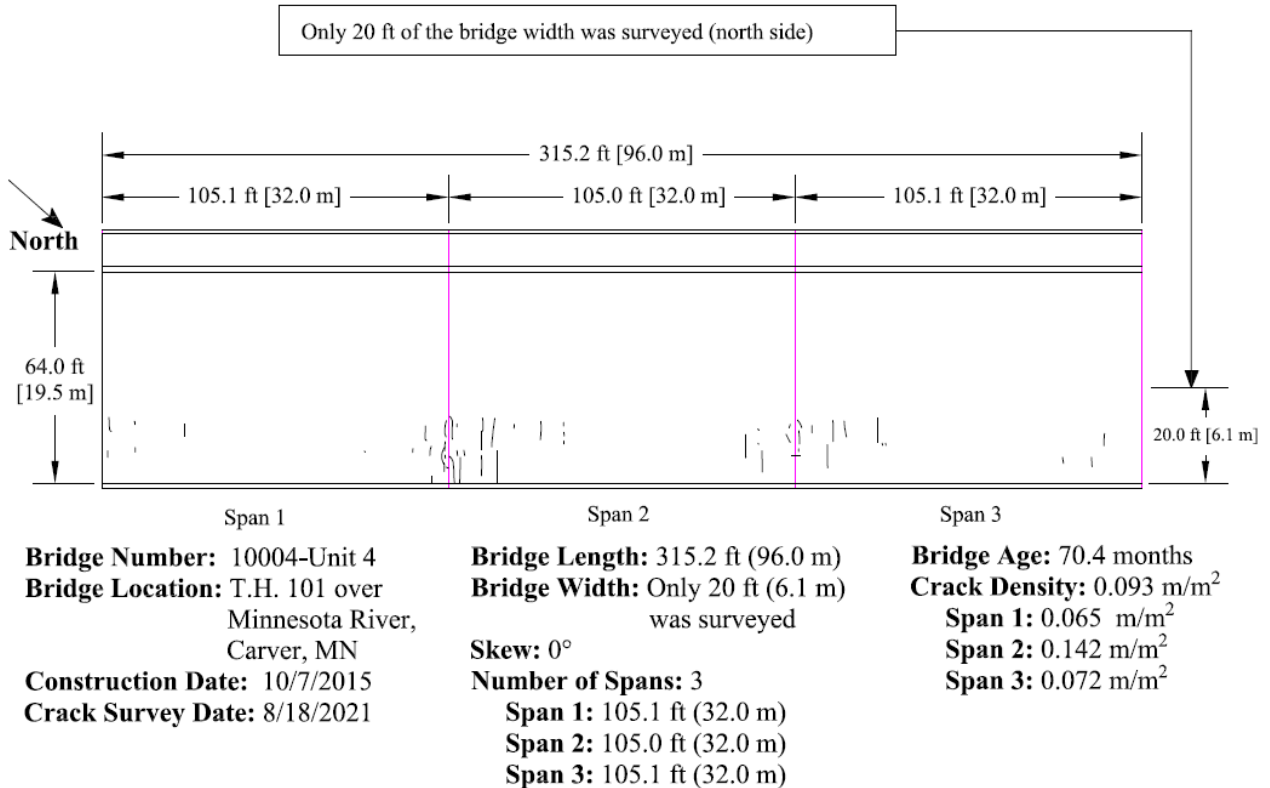 Only 20 ft of the bridge width was surveyed (north side)
315.2 ft [96.0 m]
105.1 ft [32.0 m]
105.0 ft [32.0 m]
105.1 ft [32.0 m]
North
64.0 ft
[19.5 m]
20.0 ft [6.1 m]
Span 1
Span 2
Span 3
Bridge Number: 10004-Unit 4
Bridge Location: T.H. 101 over
Minnesota River,
Carver, MN
Construction Date: 10/7/2015
Crack Survey Date: 8/18/2021
Bridge Length: 315.2 ft (96.0 m)
Bridge Width: Only 20 ft (6.1 m)
was surveyed
Skew: 0°
Number of Spans: 3
Span 1: 105.1 ft (32.0 m)
Span 2: 105.0 ft (32.0 m)
Span 3: 105.1 ft (32.0 m)
Bridge Age: 70.4 months
Crack Density: 0.093 m/m²
Span 1: 0.065 m/m²
Span 2: 0.142 m/m²
Span 3: 0.072 m/m²